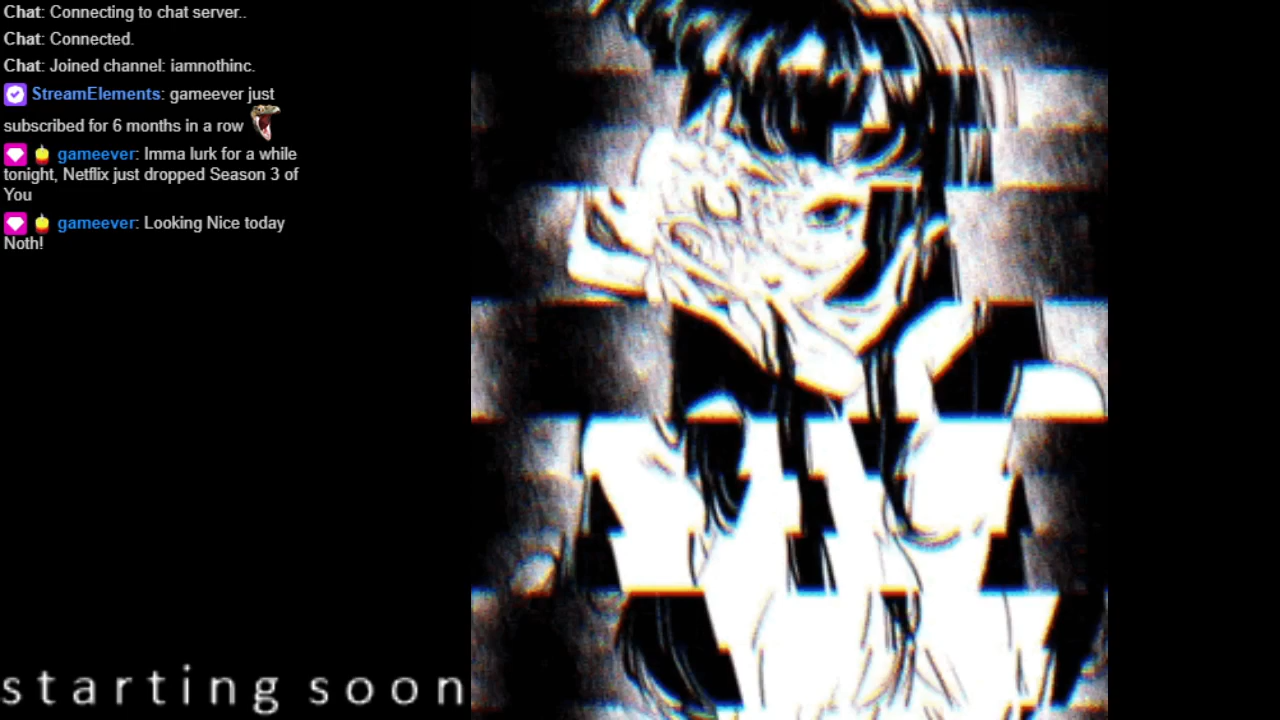 Chat: Connecting to chat server..
Chat: Connected.
Chat: Joined channel: iamnothinc.
StreamElements: gameever just
subscribed for 6 months in a row
gameever: Imma lurk for a while
tonight, Netflix just dropped Season 3 of
You
gameever: Looking Nice today
Noth!
starting soon